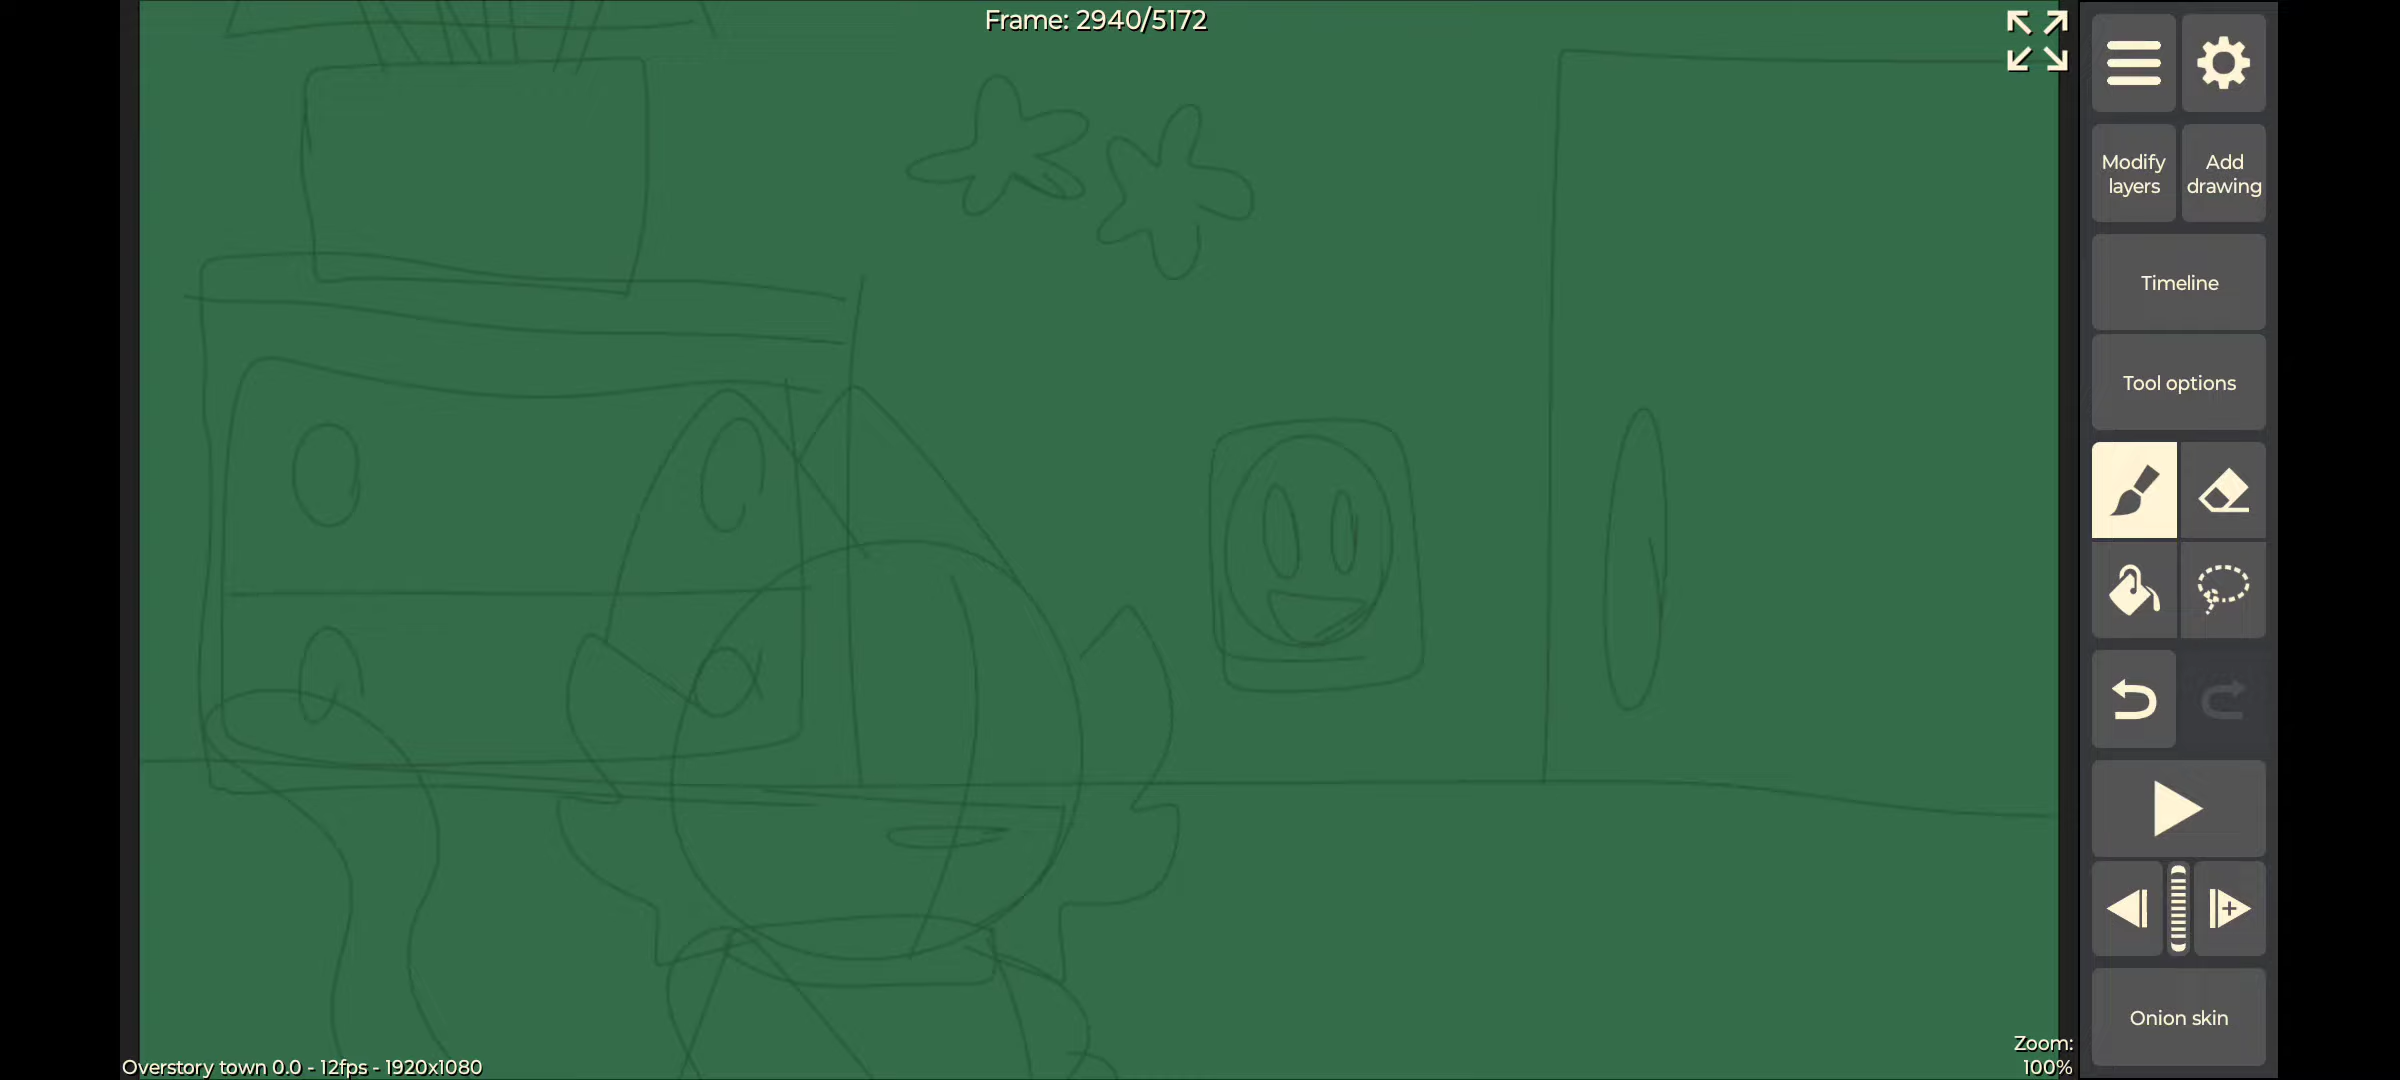 Frame: 2940/5172
Modify
layers
Add
drawing
Timeline
Tool options
Onion skin
Zoom:
100%
Overstory town 0.0 - 12fps - 1920x1080